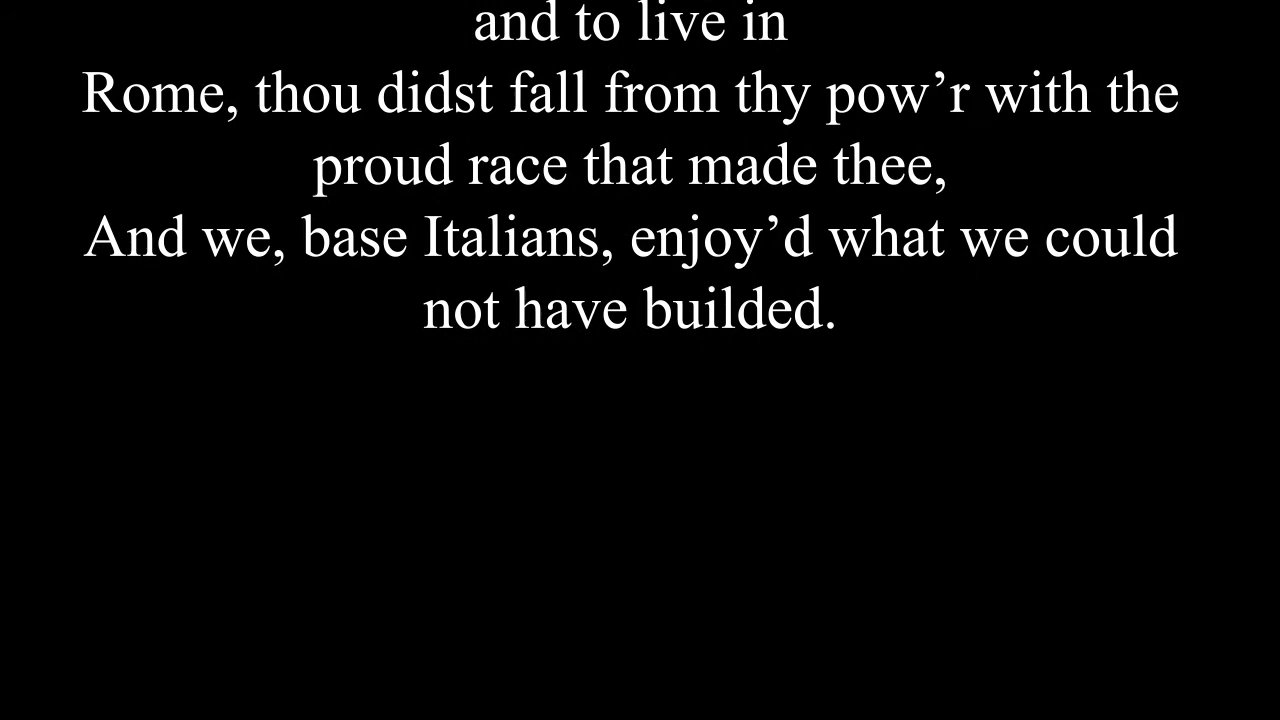 and to live in
Rome, thou didst fall from thy pow’r with the
proud race that made thee,
And we, base Italians, enjoy’d what we could
not have builded.